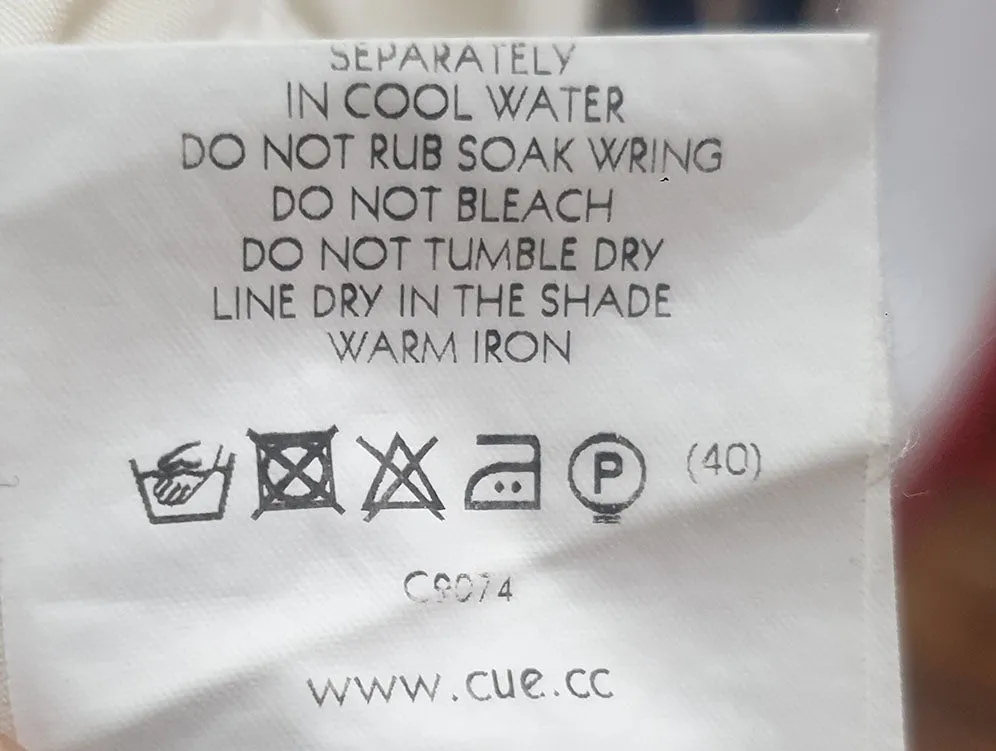 SEPARATELY
IN COOL WATER
DO NOT RUB SOAK WRING
DO NOT BLEACH
DO NOT TUMBLE DRY
LINE DRY IN THE SHADE
WARM IRON
P (40)
C9074
www.cue.cc